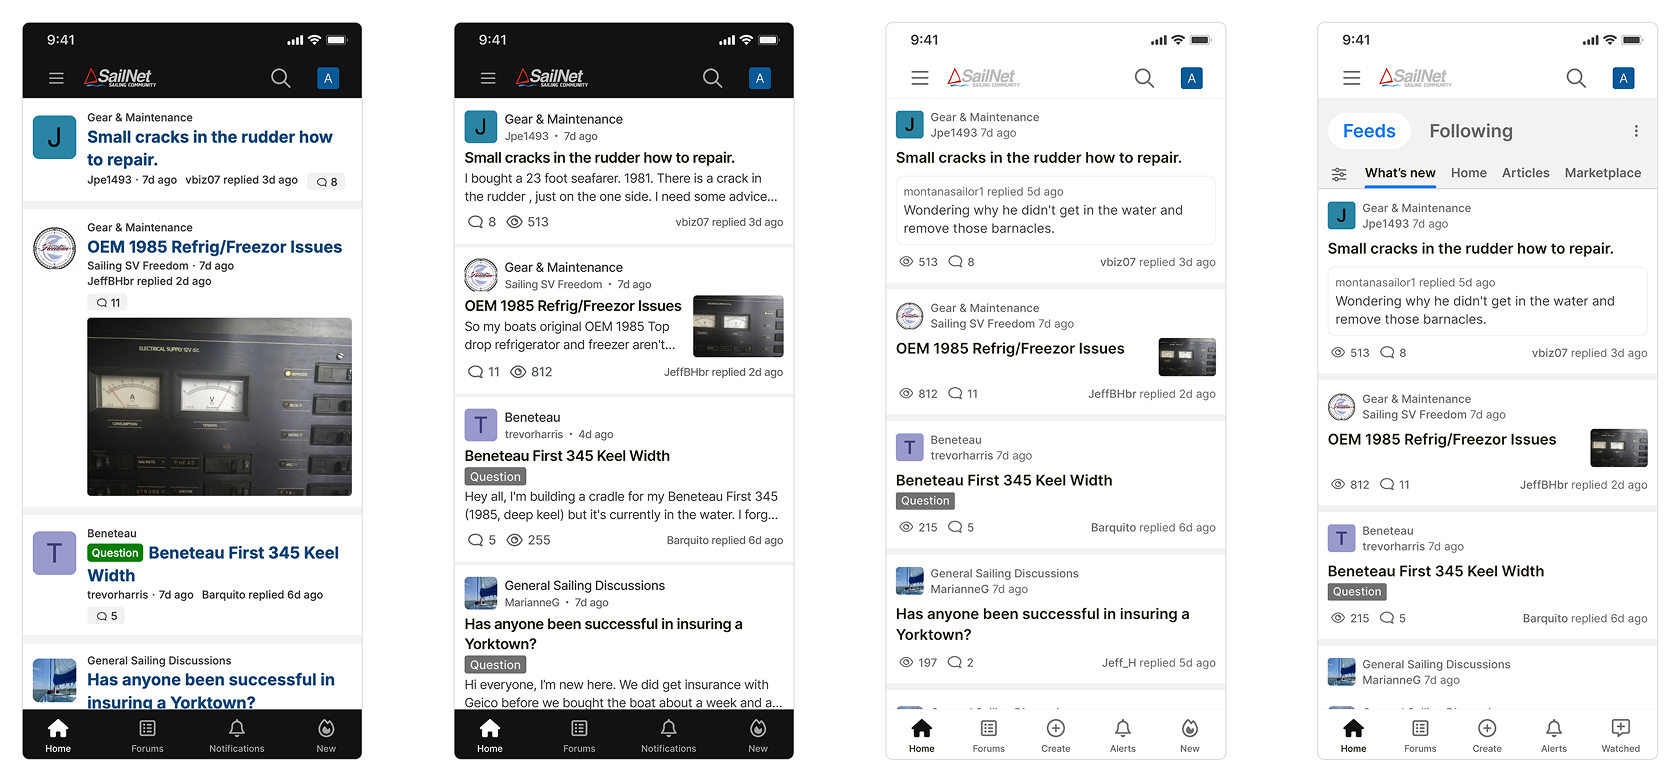 9:41
SailNet
SAILING COMMUNITY
A
J
Gear & Maintenance
Small cracks in the rudder how
to repair.
Jpe1493 · 7d ago vbiz07 replied 3d ago 8
Gear & Maintenance
OEM 1985 Refrig/Freezor Issues
Sailing SV Freedom · 7d ago
JeffBHbr replied 2d ago
11
ELECTRICAL SUPPLY 12V d.c.
A
V
CONSUMPTION
TENSION
T
Beneteau
Question Beneteau First 345 Keel
Width
trevorharris · 7d ago Barquito replied 6d ago
5
General Sailing Discussions
Has anyone been successful in
insuring a Yorktown?
Home Forums Notifications New
9:41
SailNet
SAILING COMMUNITY
A
J
Gear & Maintenance
Jpe1493 • 7d ago
Small cracks in the rudder how to repair.
I bought a 23 foot seafarer. 1981. There is a crack in
the rudder , just on the one side. I need some advice...
8 513 vbiz07 replied 3d ago
Gear & Maintenance
Sailing SV Freedom • 7d ago
OEM 1985 Refrig/Freezor Issues
So my boats original OEM 1985 Top
drop refrigerator and freezer aren't...
11 812 JeffBHbr replied 2d ago
T
Beneteau
trevorharris • 4d ago
Beneteau First 345 Keel Width
Question
Hey all, I'm building a cradle for my Beneteau First 345
(1985, deep keel) but it's currently in the water. I forg...
5 255 Barquito replied 6d ago
General Sailing Discussions
MarianneG • 7d ago
Has anyone been successful in insuring a
Yorktown?
Question
Hi everyone, I'm new here. We did get insurance with
Geico before we bought the boat about a week and a...
Home Forums Notifications New
9:41
SailNet
SAILING COMMUNITY
A
J
Gear & Maintenance
Jpe1493 7d ago
Small cracks in the rudder how to repair.
montanasailor1 replied 5d ago
Wondering why he didn't get in the water and
remove those barnacles.
513 8 vbiz07 replied 3d ago
Gear & Maintenance
Sailing SV Freedom 7d ago
OEM 1985 Refrig/Freezor Issues
812 11 JeffBHbr replied 2d ago
T
Beneteau
trevorharris 7d ago
Beneteau First 345 Keel Width
Question
215 5 Barquito replied 6d ago
General Sailing Discussions
MarianneG 7d ago
Has anyone been successful in insuring a
Yorktown?
197 2 Jeff_H replied 5d ago
Home Forums Create Alerts New
9:41
SailNet
SAILING COMMUNITY
A
Feeds Following
What's new Home Articles Marketplace
J
Gear & Maintenance
Jpe1493 7d ago
Small cracks in the rudder how to repair.
montanasailor1 replied 5d ago
Wondering why he didn't get in the water and
remove those barnacles.
513 8 vbiz07 replied 3d ago
Gear & Maintenance
Sailing SV Freedom 7d ago
OEM 1985 Refrig/Freezor Issues
812 11 JeffBHbr replied 2d ago
T
Beneteau
trevorharris 7d ago
Beneteau First 345 Keel Width
Question
215 5 Barquito replied 6d ago
General Sailing Discussions
MarianneG 7d ago
Home Forums Create Alerts Watched